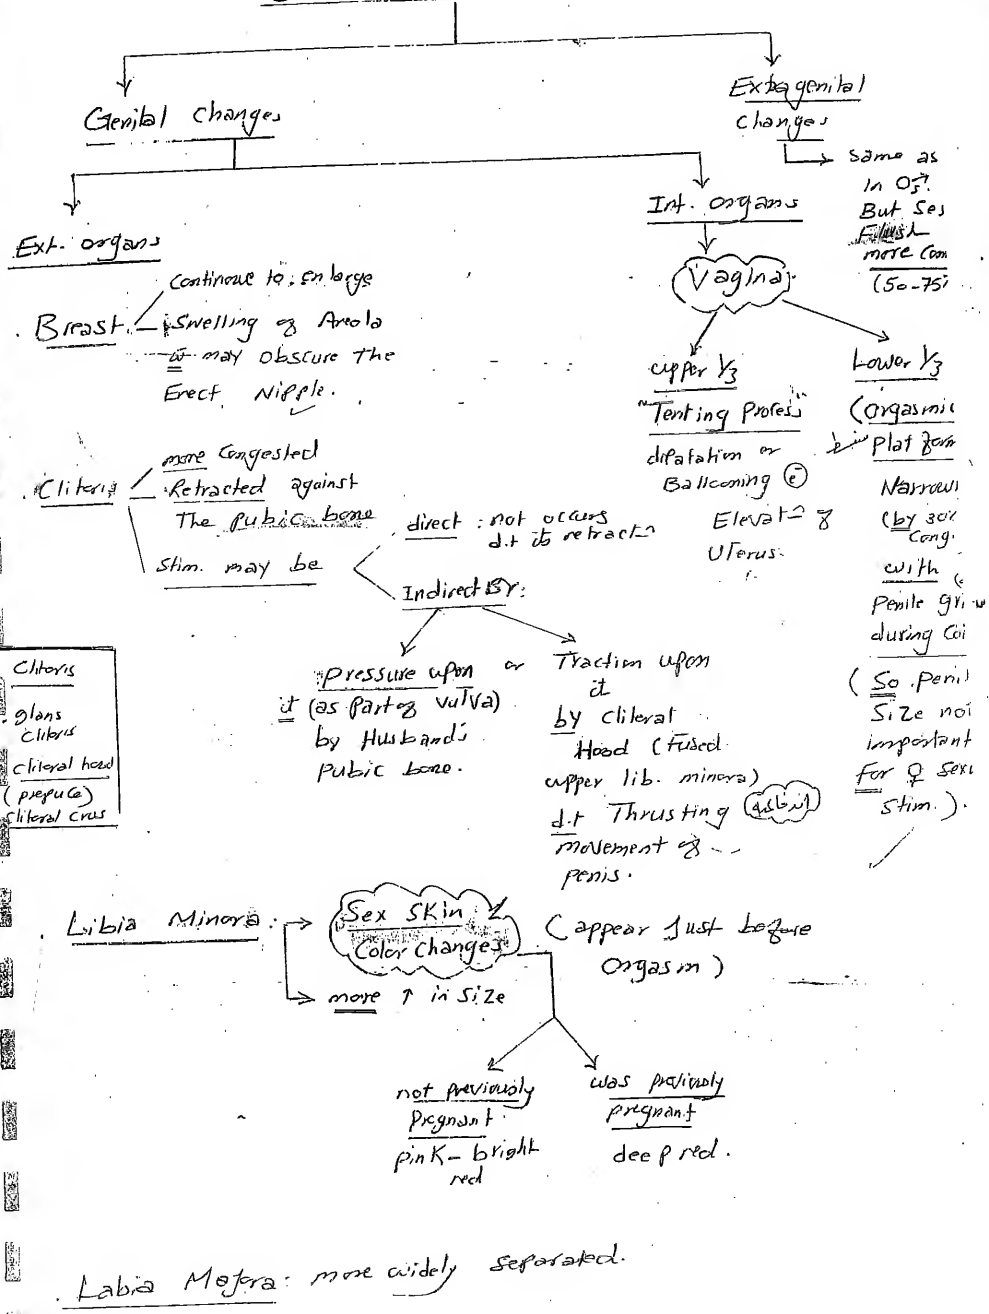 Genital changes
Extragenital
changes
same as
in ♂.
But Sex
Flush
more com
(50-75
Ext. organs
Int. organs
Vagina
Breast
continoue to enlarge
Swelling of Areola
may obscure the
Erect Nipple.
Clitoris
more Congested
Retracted against
The pubic bone
Stim. may be
direct : not occurs
d.t its retract
Indirect By:
pressure upon
it (as part of vulva)
by Husband's
Pubic bone.
or
Traction upon
it
by cliteral
Hood (Fused
upper lib. minora)
d.t Thrusting
movement of
penis.
upper 1/3
"Tenting Profess"
dilatation or
Ballooning ē
Elevat of
Uterus.
Lower 1/3
(orgasmic
Plat form
Narrowi
(by 30%
Cong.
with
Penile gri
during Coi
(So penil
Size not
important
for ♀ sexu
stim.).
Clitoris
glans
Clitoris
cliteral hood
(prepuce)
cliteral crus
Libia Minora:
Sex Skin
Color Changes
(appear Just before
Orgasm)
more ↑ in Size
not previously
Pregnant
pink - bright
red
was previously
pregnant
deep red.
Labia Mojora: more widely separated.